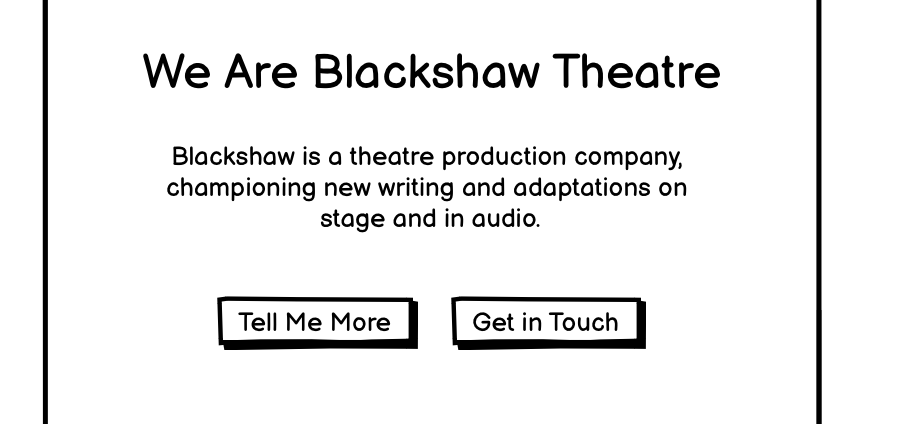 We Are Blackshaw Theatre
Blackshaw is a theatre production company,
championing new writing and adaptations on
stage and in audio.
Tell Me More
Get in Touch